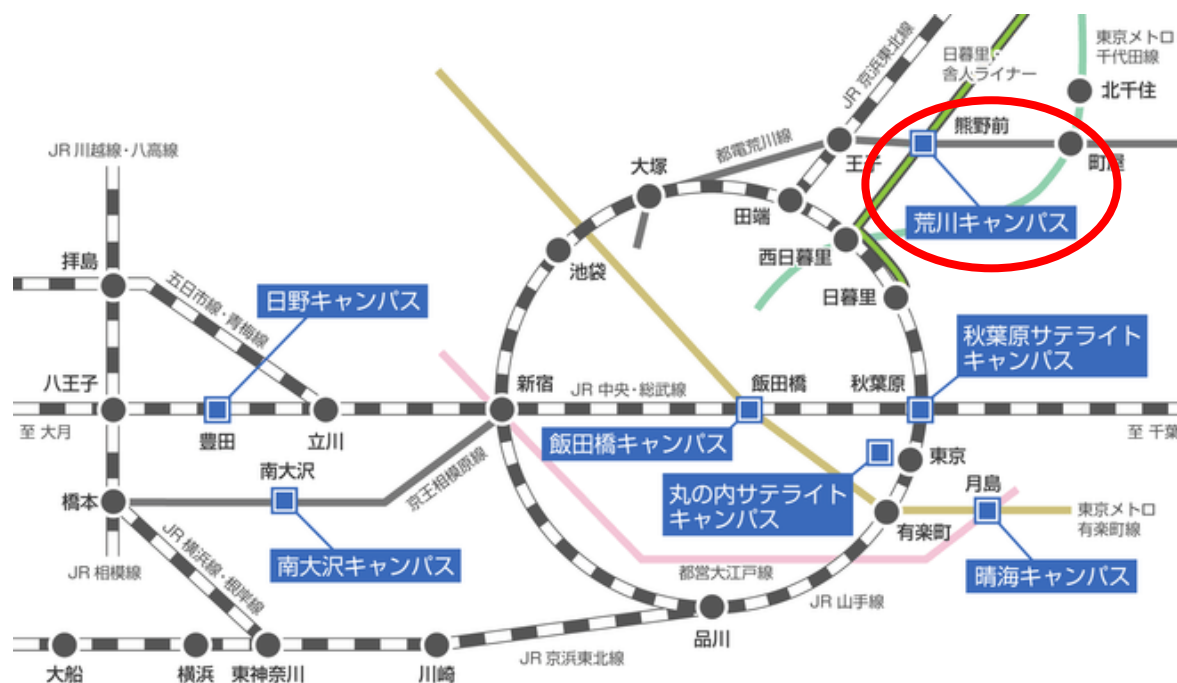 東京メトロ
千代田線
日暮里・
舎人ライナー
JR 京浜東北線
北千住
熊野前
都電荒川線
王子
町屋
JR 川越線・八高線
大塚
田端
荒川キャンパス
西日暮里
池袋
拝島
五日市線・青梅線
日野キャンパス
日暮里
秋葉原サテライト
キャンパス
八王子
新宿
JR 中央・総武線
飯田橋
秋葉原
至 大月
豊田
立川
飯田橋キャンパス
至 千葉
南大沢
京王相模原線
東京
丸の内サテライト
キャンパス
月島
橋本
有楽町
東京メトロ
有楽町線
JR 相模線
JR 横浜線・根岸線
南大沢キャンパス
都営大江戸線
晴海キャンパス
JR 山手線
品川
JR 京浜東北線
大船
横浜
東神奈川
川崎